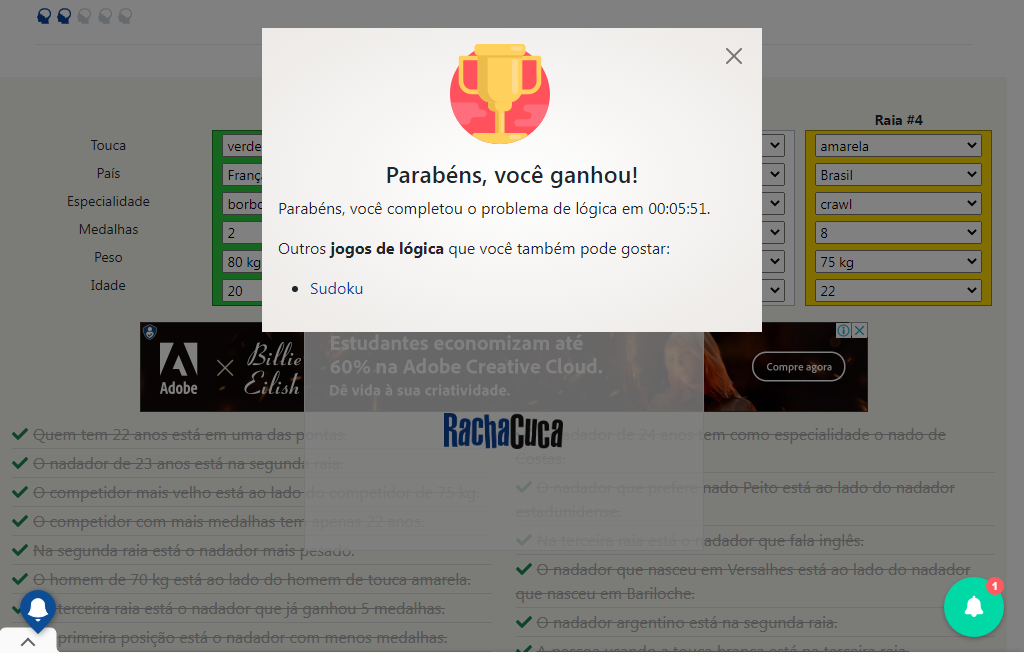 Raia #4
Touca
verde
amarela
País
Franç
Brasil
Especialidade
borbo
crawl
Medalhas
2
8
Peso
80 kg
75 kg
Idade
20
22
Parabéns, você ganhou!
Parabéns, você completou o problema de lógica em 00:05:51.
Outros jogos de lógica que você também pode gostar:
Sudoku
Adobe
Billie
Eilish
Estudantes economizam até
60% na Adobe Creative Cloud.
Dê vida à sua criatividade.
Compre agora
RachaCuca
Quem tem 22 anos está em uma das pontas.
O nadador de 23 anos está na segunda raia.
O competidor mais velho está ao lado do competidor de 75 kg.
O competidor com mais medalhas tem apenas 22 anos.
Na segunda raia está o nadador mais pesado.
O homem de 70 kg está ao lado do homem de touca amarela.
terceira raia está o nadador que já ganhou 5 medalhas.
primeira posição está o nadador com menos medalhas.
nadador de 24 anos tem como especialidade o nado de
Costas.
O nadador que prefere nado Peito está ao lado do nadador
estadunidense.
Na terceira raia está o nadador que fala inglês.
O nadador que nasceu em Versalhes está ao lado do nadador
que nasceu em Bariloche.
O nadador argentino está na segunda raia.
A pessoa usando a touca branca está na terceira raia.
1